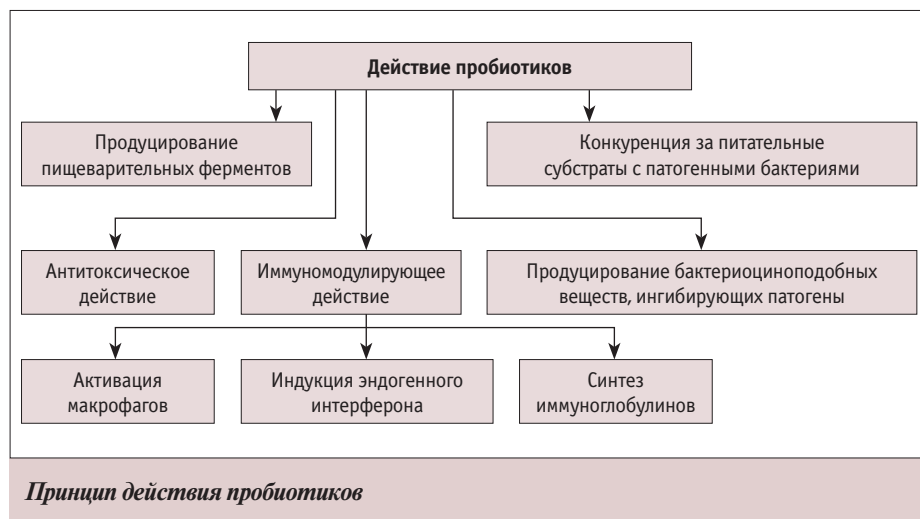 Действие пробиотиков
Продуцирование
пищеварительных ферментов
Конкуренция за питательные
субстраты с патогенными бактериями
Антитоксическое
действие
Иммуномодулирующее
действие
Продуцирование бактериоциноподобных
веществ, ингибирующих патогены
Активация
макрофагов
Индукция эндогенного
интерферона
Синтез
иммуноглобулинов
Принцип действия пробиотиков